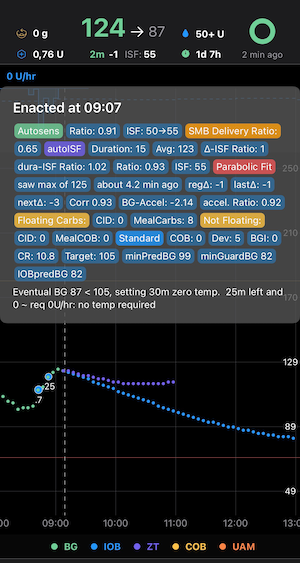 0 g
124 → 87
50+ U
0,76 U
2m -1 ISF: 55
1d 7h
2 min ago
0 U/hr
Enacted at 09:07
Autosens Ratio: 0.91 ISF: 50→55 SMB Delivery Ratio:
0.65 autoISF Duration: 15 Avg: 123 Δ-ISF Ratio: 1
dura-ISF Ratio: 1.02 Ratio: 0.93 ISF: 55 Parabolic Fit
saw max of 125 about 4.2 min ago regΔ: -1 lastΔ: -1
nextΔ: -3 Corr 0.93 BG-Accel: -2.14 accel. Ratio: 0.92
Floating Carbs: CID: 0 MealCarbs: 8 Not Floating:
CID: 0 MealCOB: 0 Standard COB: 0 Dev: 5 BGI: 0
CR: 10.8 Target: 105 minPredBG 99 minGuardBG 82
IOBpredBG 82
Eventual BG 87 < 105, setting 30m zero temp. 25m left and
0 ~ req 0U/hr: no temp required
250
210
170
129
89
49
.25
.7
00 09:00 10:00 11:00 12:00 13:0
BG IOB ZT COB UAM